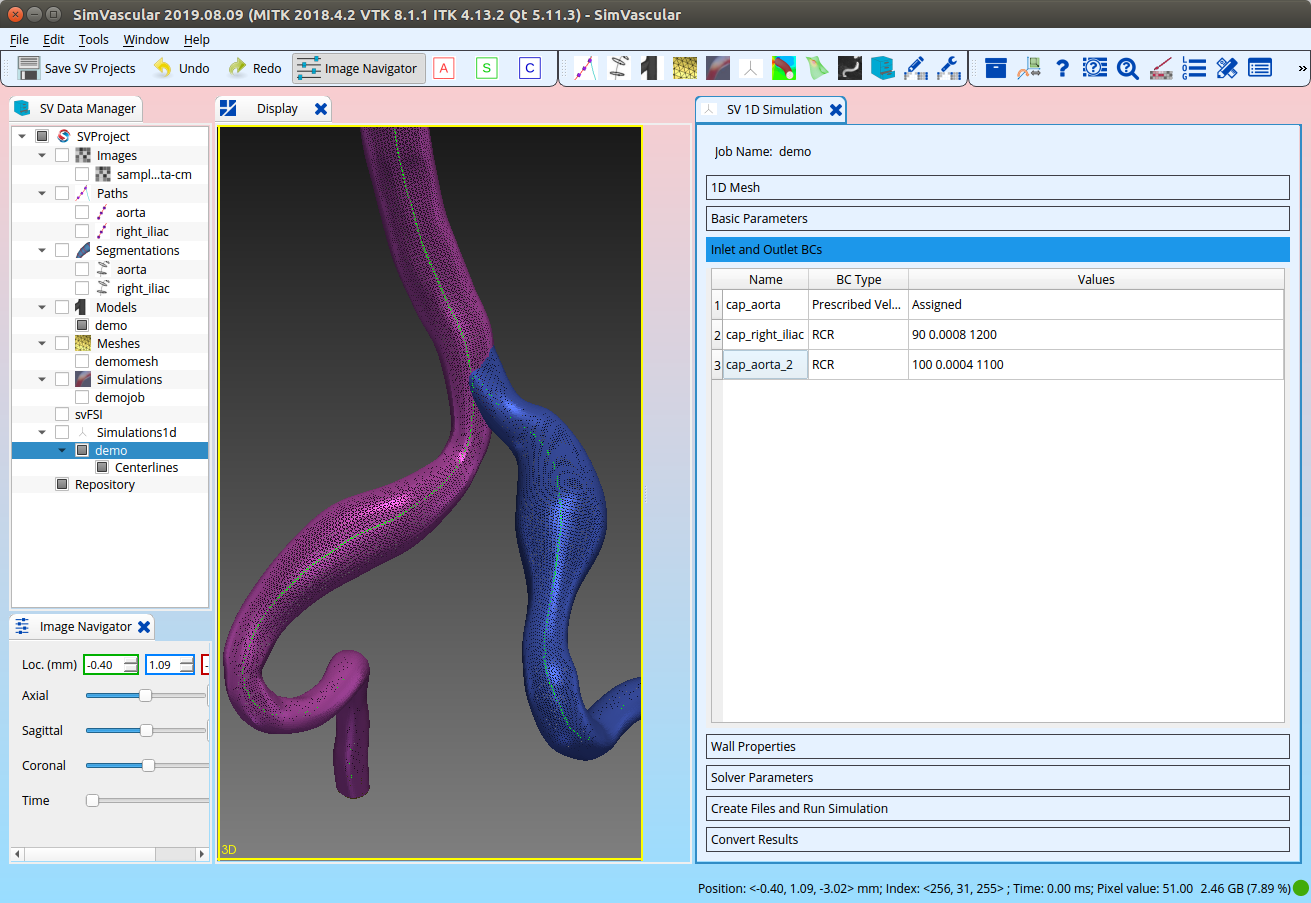 SimVascular 2019.08.09 (MITK 2018.4.2 VTK 8.1.1 ITK 4.13.2 Qt 5.11.3) - SimVascular
File Edit Tools Window Help
Save SV Projects Undo Redo Image Navigator A S C
SV Data Manager
SVProject
Images
sampl...ta-cm
Paths
aorta
right_iliac
Segmentations
aorta
right_iliac
Models
demo
Meshes
demomesh
Simulations
demojob
svFSI
Simulations1d
demo
Centerlines
Repository
Image Navigator
Loc. (mm) -0.40 1.09 -
Axial
Sagittal
Coronal
Time
Display
3D
SV 1D Simulation
Job Name: demo
1D Mesh
Basic Parameters
Inlet and Outlet BCs
Name BC Type Values
1 cap_aorta Prescribed Vel... Assigned
2 cap_right_iliac RCR 90 0.0008 1200
3 cap_aorta_2 RCR 100 0.0004 1100
Wall Properties
Solver Parameters
Create Files and Run Simulation
Convert Results
Position: <-0.40, 1.09, -3.02> mm; Index: <256, 31, 255> ; Time: 0.00 ms; Pixel value: 51.00 2.46 GB (7.89 %)